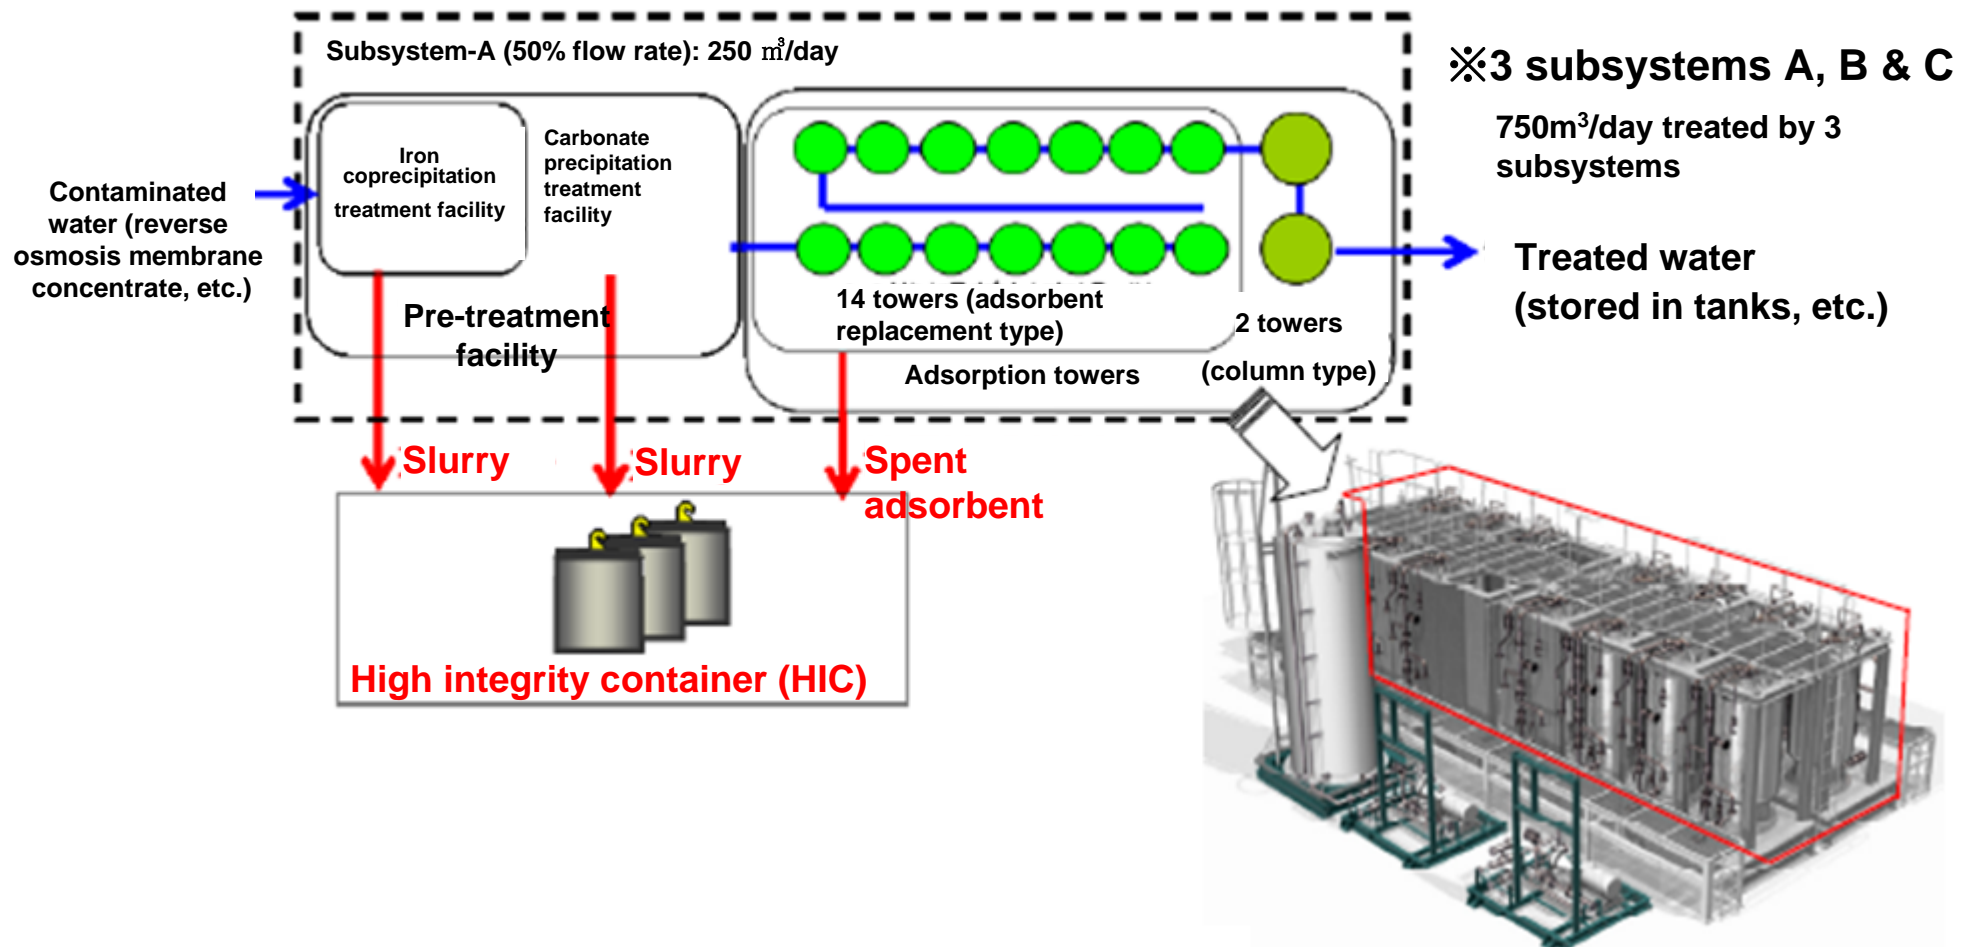 Subsystem-A (50% flow rate): 250 ㎥/day
※3 subsystems A, B & C
750m³/day treated by 3
subsystems
Contaminated
water (reverse
osmosis membrane
concentrate, etc.)
Iron
coprecipitation
treatment facility
Carbonate
precipitation
treatment
facility
Pre-treatment
facility
14 towers (adsorbent
replacement type)
2 towers
(column type)
Adsorption towers
Treated water
(stored in tanks, etc.)
Slurry
Slurry
Spent
adsorbent
High integrity container (HIC)